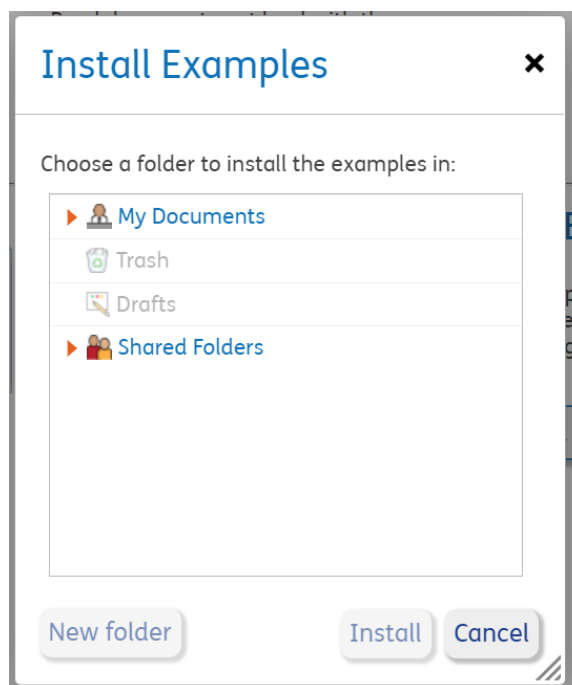 Install Examples
Choose a folder to install the examples in:
My Documents
Trash
Drafts
Shared Folders
New folder Install Cancel